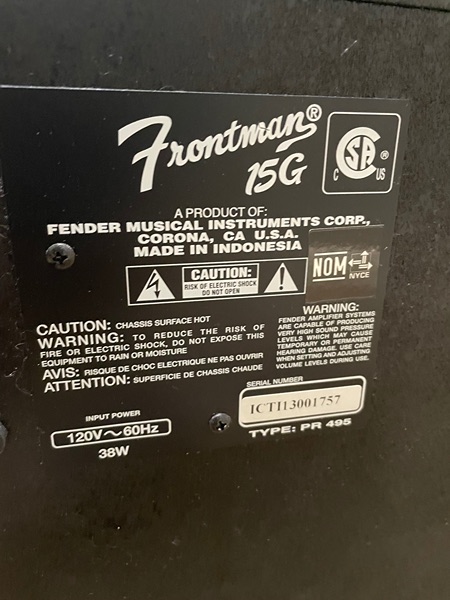 Frontman®
15G
CSA ®
C US
A PRODUCT OF:
FENDER MUSICAL INSTRUMENTS CORP.,
CORONA, CA U.S.A.
MADE IN INDONESIA
CAUTION:
RISK OF ELECTRIC SHOCK
DO NOT OPEN
NOM
NYCE
CAUTION: CHASSIS SURFACE HOT
WARNING: TO REDUCE THE RISK OF
FIRE OR ELECTRIC SHOCK, DO NOT EXPOSE THIS
EQUIPMENT TO RAIN OR MOISTURE
AVIS: RISQUE DE CHOC ELECTRIQUE NE PAS OUVRIR
ATTENTION: SUPERFICIE DE CHASSIS CHAUDE
WARNING:
FENDER AMPLIFIER SYSTEMS
ARE CAPABLE OF PRODUCING
VERY HIGH SOUND PRESSURE
LEVELS WHICH MAY CAUSE
TEMPORARY OR PERMANENT
HEARING DAMAGE. USE CARE
WHEN SETTING AND ADJUSTING
VOLUME LEVELS DURING USE.
INPUT POWER
120V~60Hz
38W
SERIAL NUMBER
ICTI13001757
TYPE: PR 495